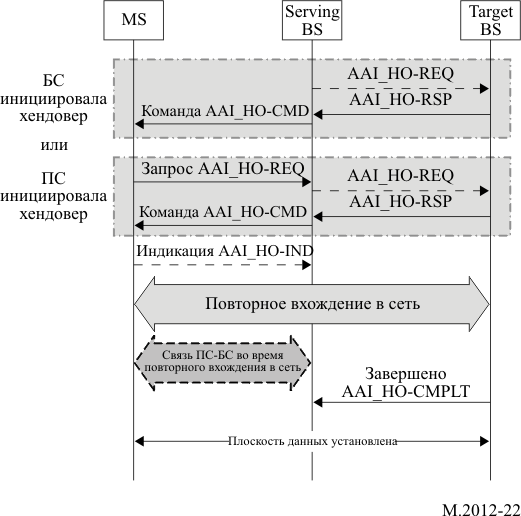 MS
Serving
BS
Target
BS
БС
инициировала
хендовер
AAI_HO-REQ
AAI_HO-RSP
Команда AAI_HO-CMD
или
ПС
инициировала
хендовер
Запрос AAI_HO-REQ
AAI_HO-REQ
AAI_HO-RSP
Команда AAI_HO-CMD
Индикация AAI_HO-IND
Повторное вхождение в сеть
Связь ПС-БС во время
повторного вхождения в сеть
Завершено
AAI_HO-CMPLT
Плоскость данных установлена
M.2012-22